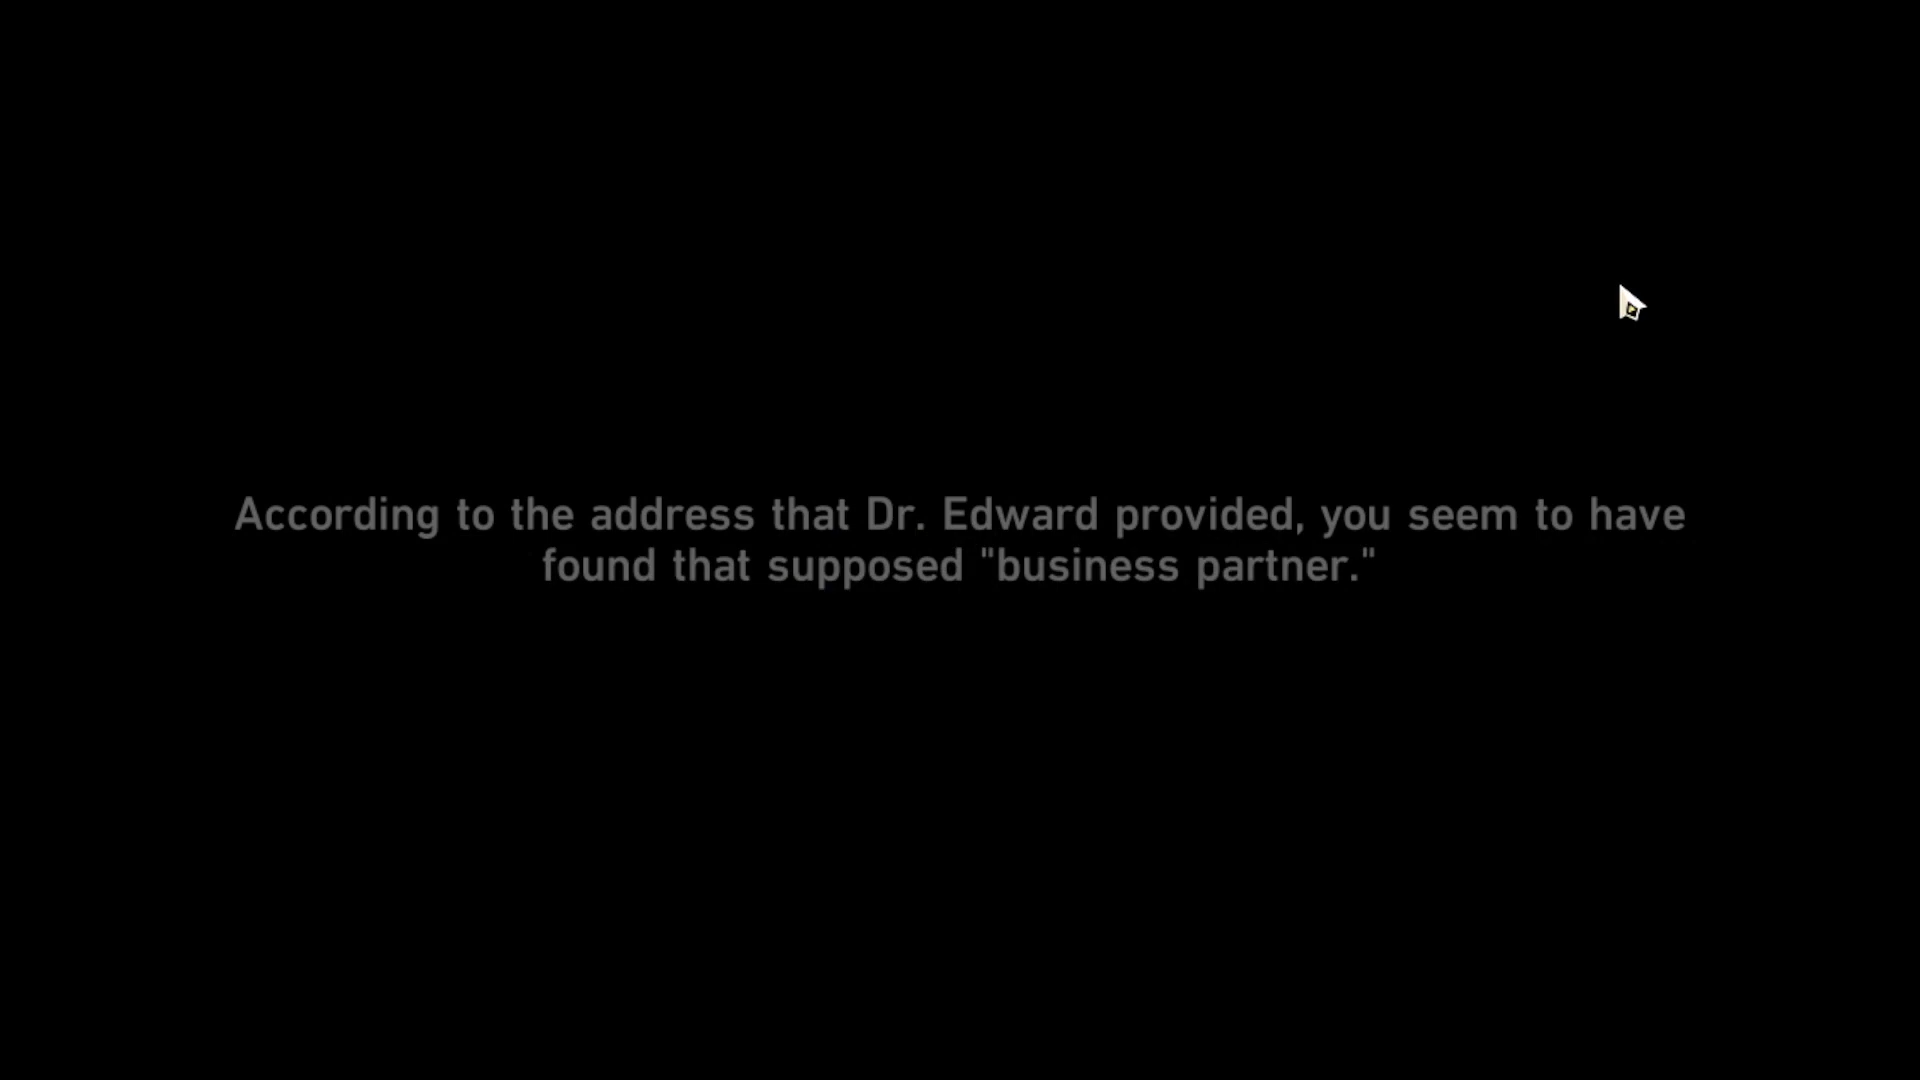 According to the address that Dr. Edward provided, you seem to have
found that supposed "business partner."